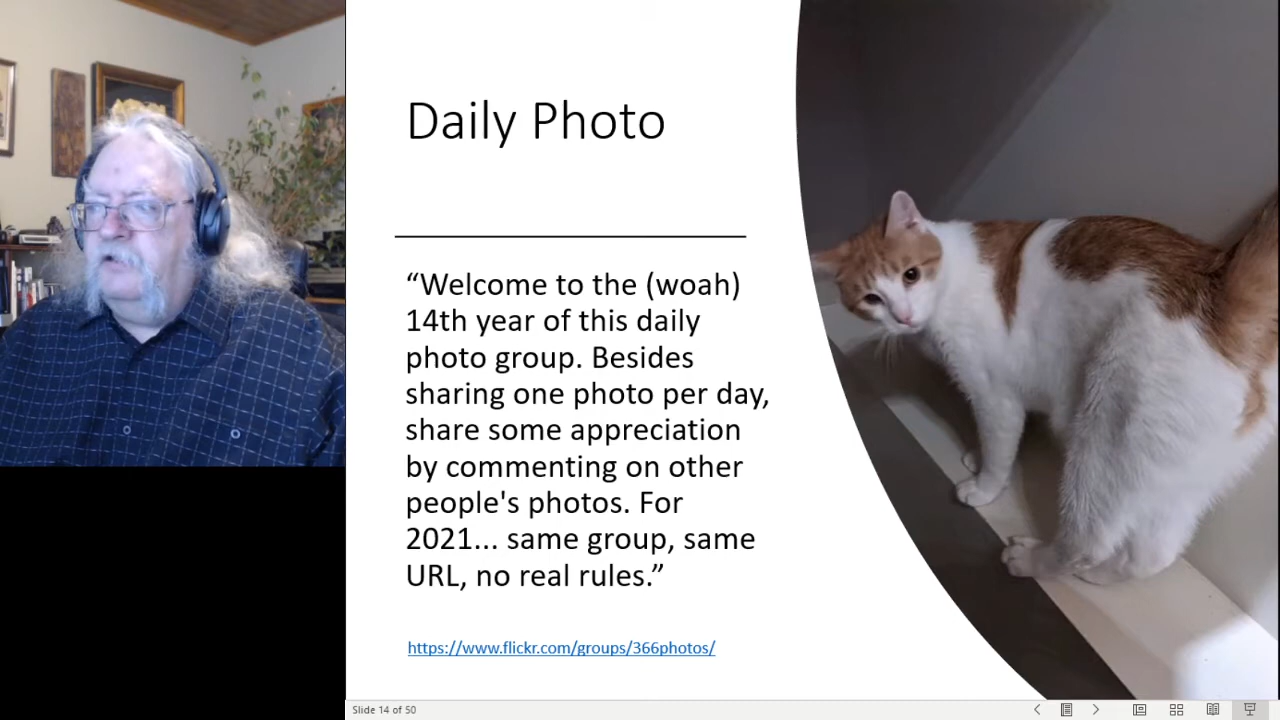 Daily Photo
“Welcome to the (woah)
14th year of this daily
photo group. Besides
sharing one photo per day,
share some appreciation
by commenting on other
people's photos. For
2021... same group, same
URL, no real rules.”
https://www.flickr.com/groups/366photos/
Slide 14 of 50